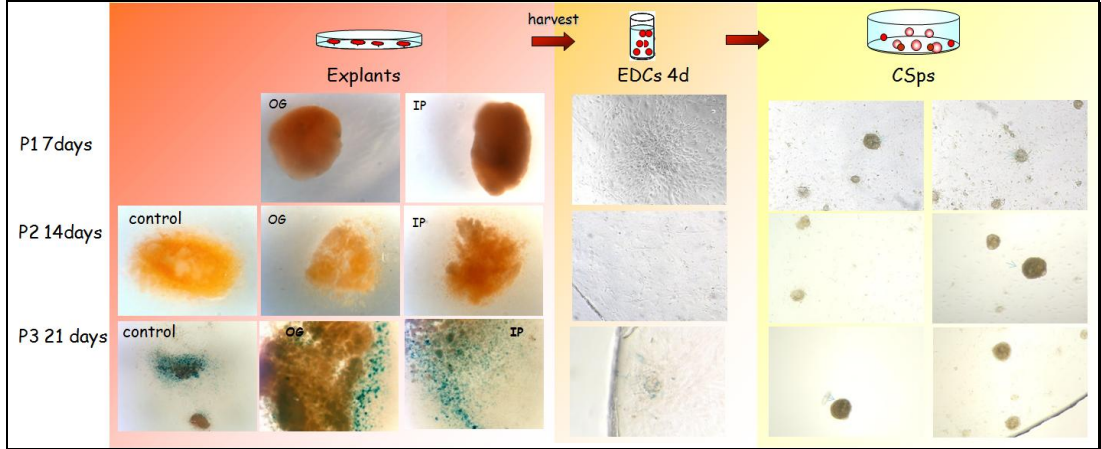 harvest
Explants
EDCs 4d
CSps
P1 7days
OG
IP
P2 14days
control
OG
IP
P3 21 days
control
OG
IP